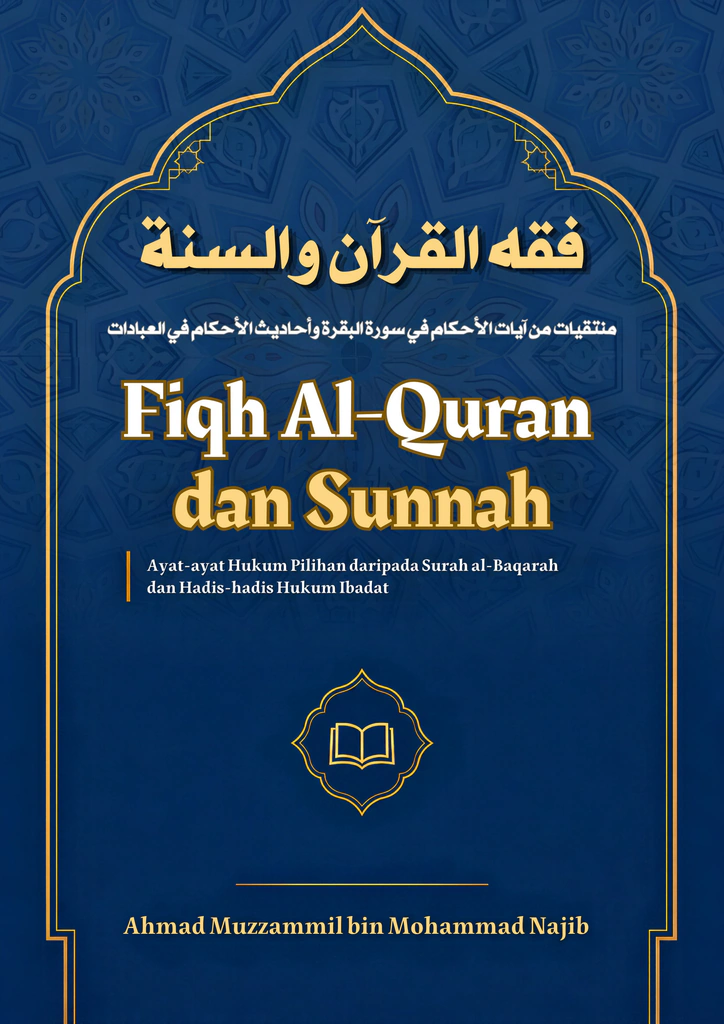 فقه القرآن والسنة
منتقيات من آيات الأحكام في سورة البقرة وأحاديث الأحكام في العبادات
Fiqh Al-Quran
dan Sunnah
Ayat-ayat Hukum Pilihan daripada Surah al-Baqarah
dan Hadis-hadis Hukum Ibadat
Ahmad Muzzammil bin Mohammad Najib